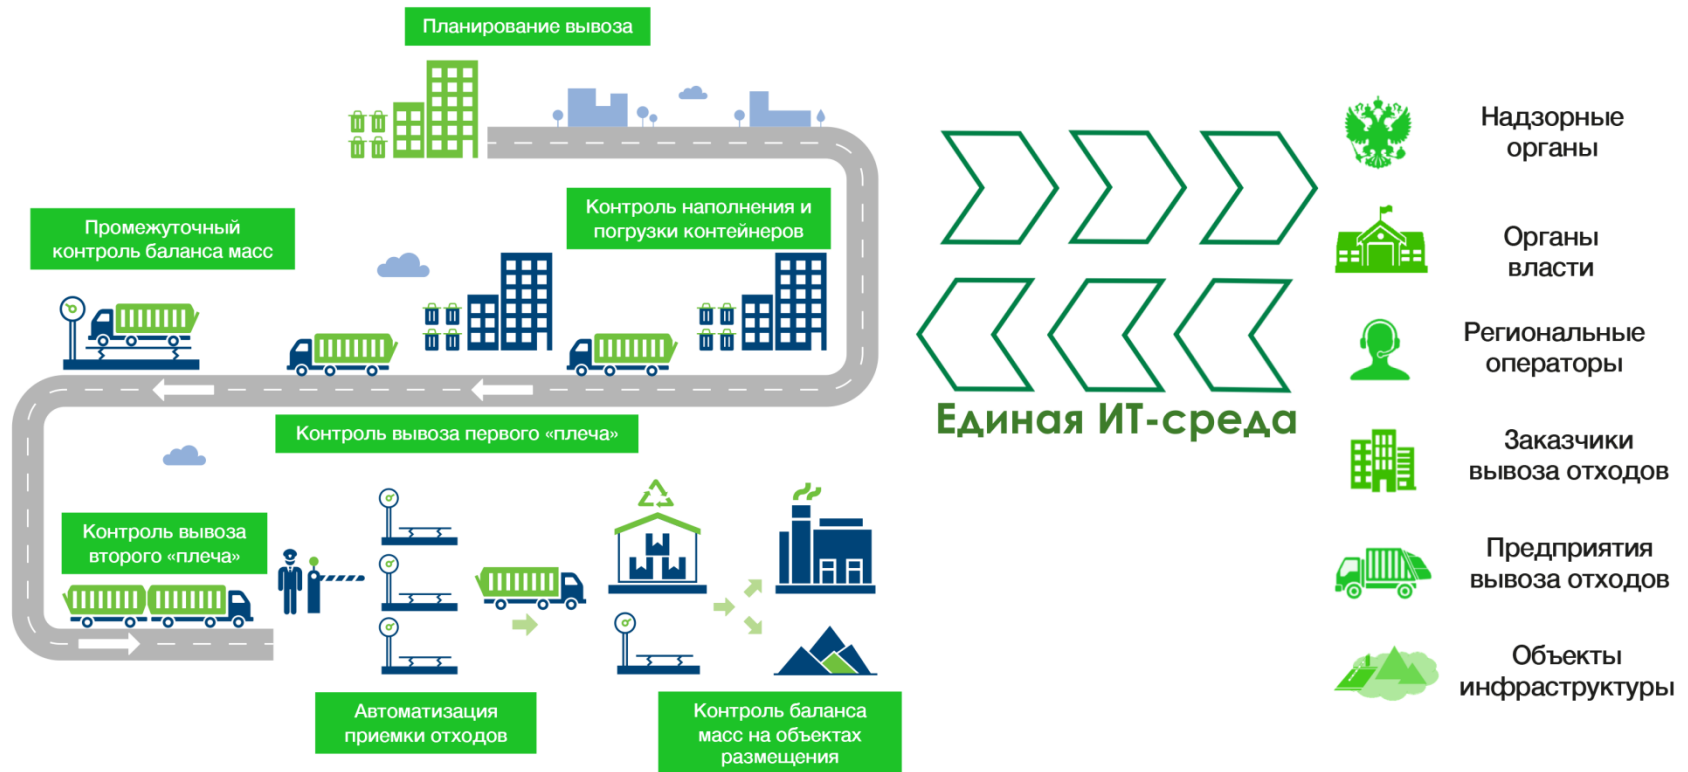 Планирование вывоза
Контроль наполнения и
погрузки контейнеров
Промежуточный
контроль баланса масс
Контроль вывоза первого «плеча»
Контроль вывоза
второго «плеча»
Автоматизация
приемки отходов
Контроль баланса
масс на объектах
размещения
Единая ИТ-среда
Надзорные
органы
Органы
власти
Региональные
операторы
Заказчики
вывоза отходов
Предприятия
вывоза отходов
Объекты
инфраструктуры